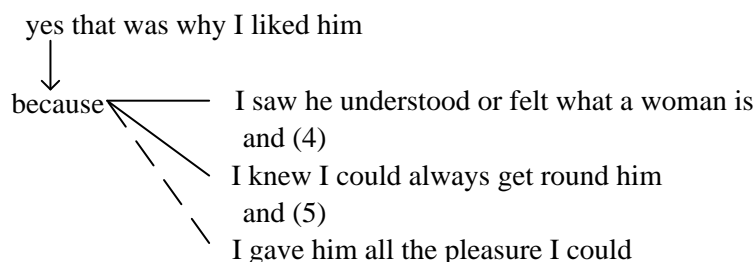 yes that was why I liked him
because
I saw he understood or felt what a woman is
and (4)
I knew I could always get round him
and (5)
I gave him all the pleasure I could